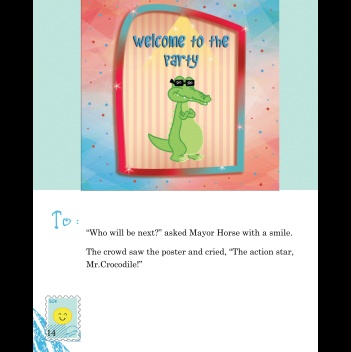 Welcome to the
Party
To :
“Who will be next?” asked Mayor Horse with a smile.
The crowd saw the poster and cried, “The action star,
Mr.Crocodile!”
14